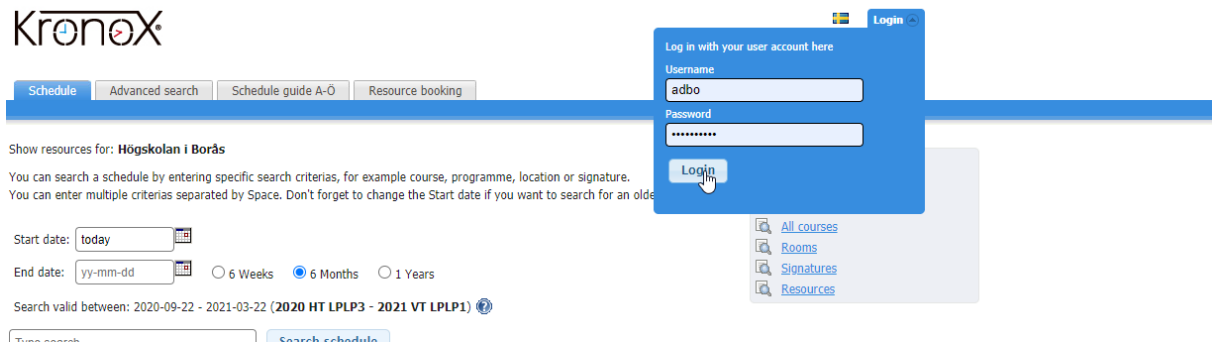 KronoX
Login
Log in with your user account here
Username
adbo
Password
••••••••••
Login
Schedule
Advanced search
Schedule guide A-Ö
Resource booking
Show resources for: Högskolan i Borås
You can search a schedule by entering specific search criterias, for example course, programme, location or signature.
You can enter multiple criterias separated by Space. Don't forget to change the Start date if you want to search for an olde
Start date: today
End date: yy-mm-dd 6 Weeks 6 Months 1 Years
Search valid between: 2020-09-22 - 2021-03-22 (2020 HT LPLP3 - 2021 VT LPLP1)
Type search
Search schedule
All courses
Rooms
Signatures
Resources